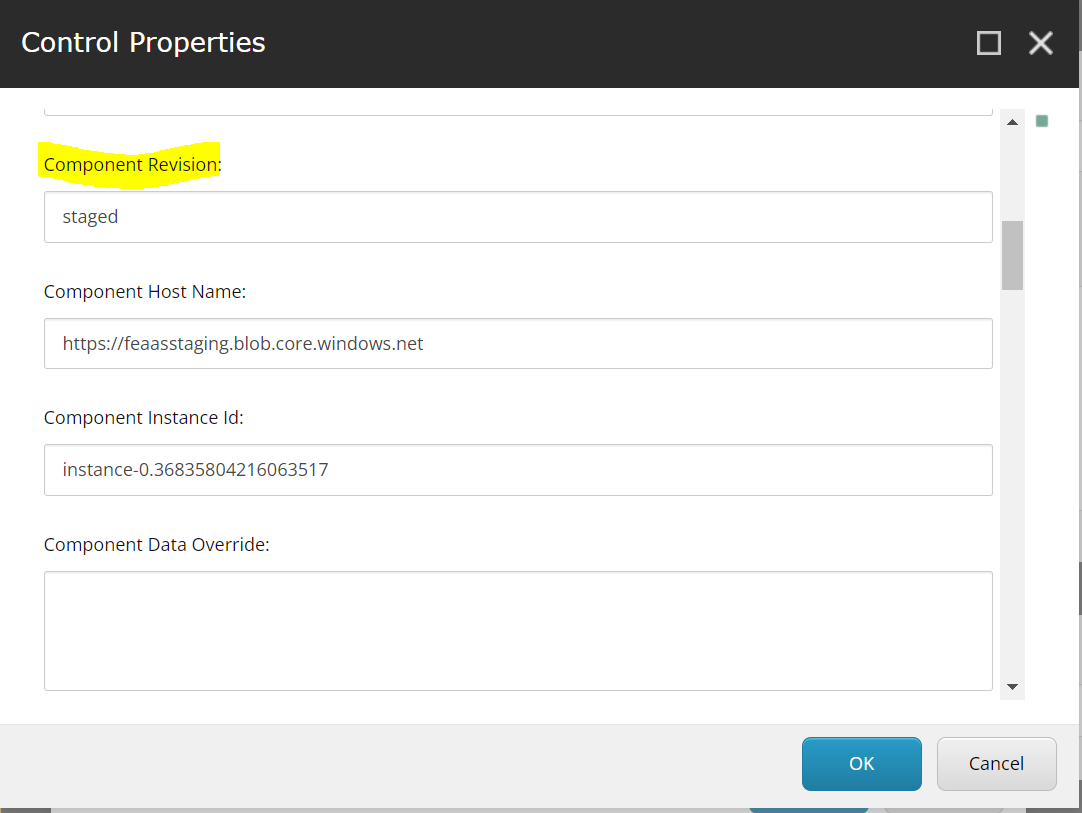 Control Properties
Component Revision:
staged
Component Host Name:
https://feaasstaging.blob.core.windows.net
Component Instance Id:
instance-0.36835804216063517
Component Data Override:
OK
Cancel